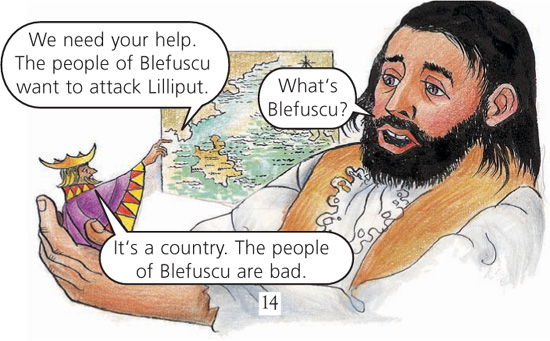 We need your help.
The people of Blefuscu
want to attack Lilliput.
What's
Blefuscu?
It's a country. The people
of Blefuscu are bad.
14